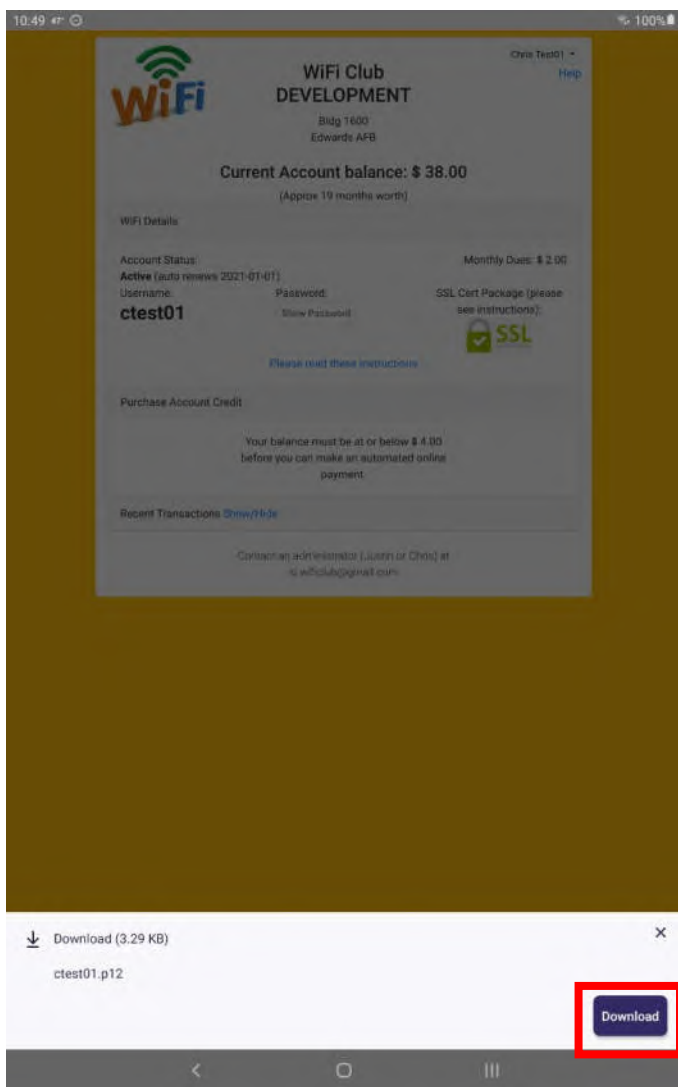 10:49
100%
WiFi
WiFi Club
DEVELOPMENT
Chris Test01
Help
Bldg 1600
Edwards AFB
Current Account balance: $ 38.00
(Approx 19 months worth)
WiFi Details
Account Status:
Monthly Dues: $ 2.00
Active (auto renews 2021-01-01)
Username:
Password:
SSL Cert Package (please
see instructions):
ctest01
Show Password
SSL
Please read these instructions
Purchase Account Credit
Your balance must be at or below $ 4.00
before you can make an automated online
payment
Recent Transactions Show/Hide
Contact an administrator (Justin or Chris) at
Download (3.29 KB)
ctest01.p12
Download